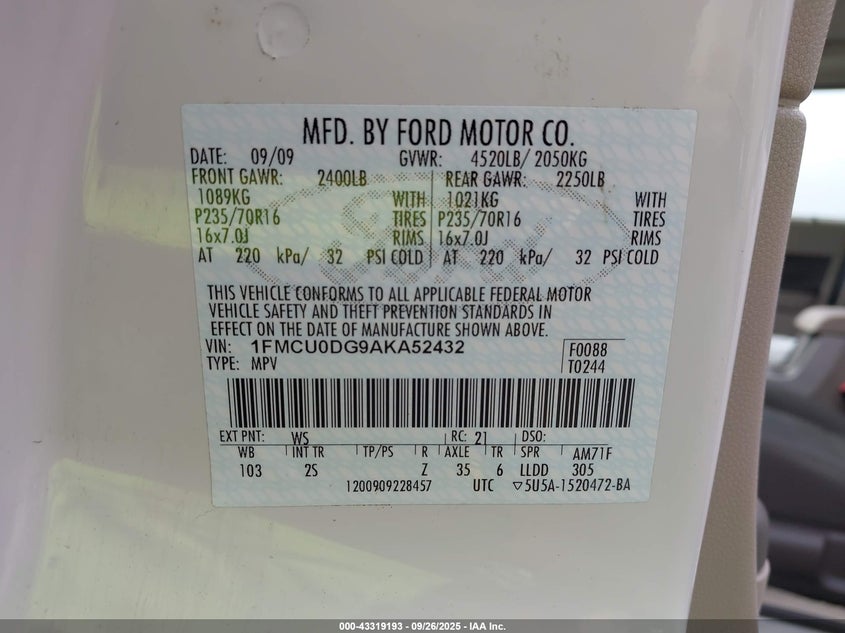 MFD. BY FORD MOTOR CO.
DATE: 09/09 GVWR: 4520LB/ 2050KG
FRONT GAWR: 2400LB REAR GAWR: 2250LB
1089KG WITH 1021KG WITH
P235/70R16 TIRES P235/70R16 TIRES
16x7.0J RIMS 16x7.0J RIMS
AT 220 kPa/ 32 PSI COLD AT 220 kPa/ 32 PSI COLD
THIS VEHICLE CONFORMS TO ALL APPLICABLE FEDERAL MOTOR
VEHICLE SAFETY AND THEFT PREVENTION STANDARDS IN
EFFECT ON THE DATE OF MANUFACTURE SHOWN ABOVE.
VIN: 1FMCU0DG9AKA52432 F0088
TYPE: MPV T0244
EXT PNT: WS RC: 21 DSO:
WB INT TR TP/PS R AXLE TR SPR AM71F
103 2S Z 35 6 LLDD 305
1200909228457 UTC ▽5U5A-1520472-BA
000-43319193 - 09/26/2025 - IAA Inc.